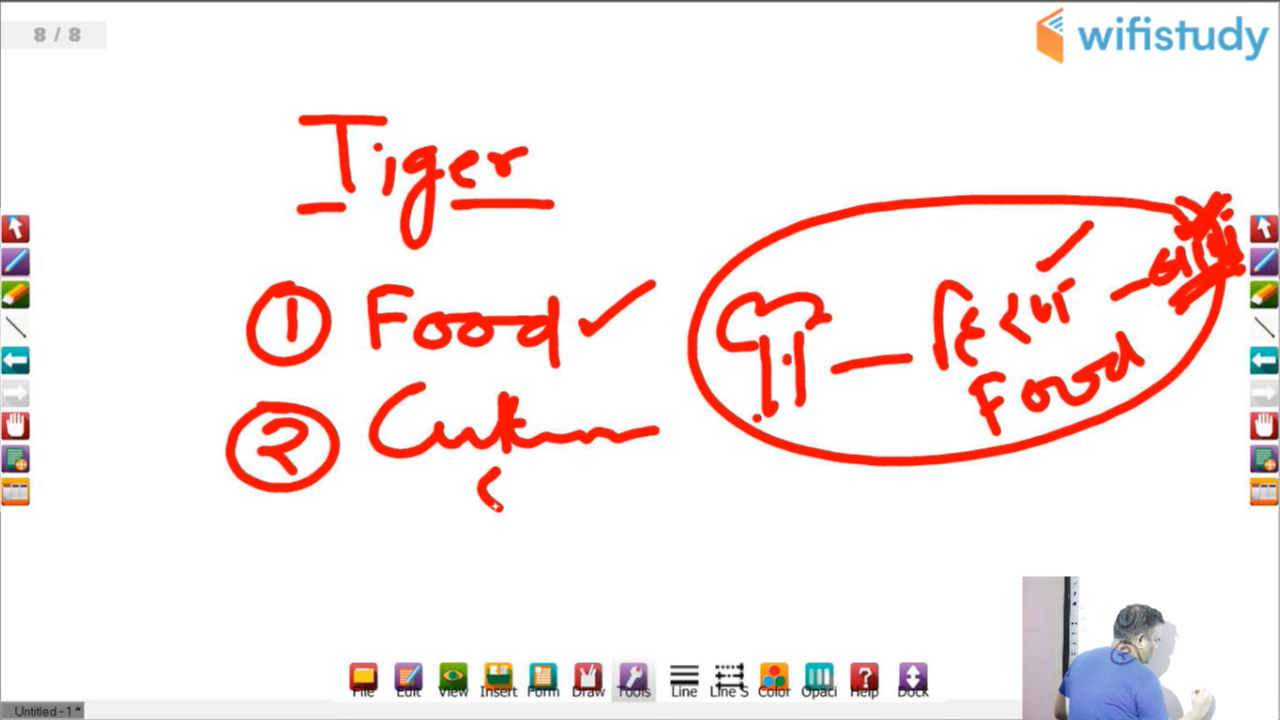 8 / 8
wifistudy
Tiger
① Food ✓
②
हिरण
Food
File Edit View Insert Form Draw Tools Line Line S Color Opaci Help Dock
Untitled - 1 *